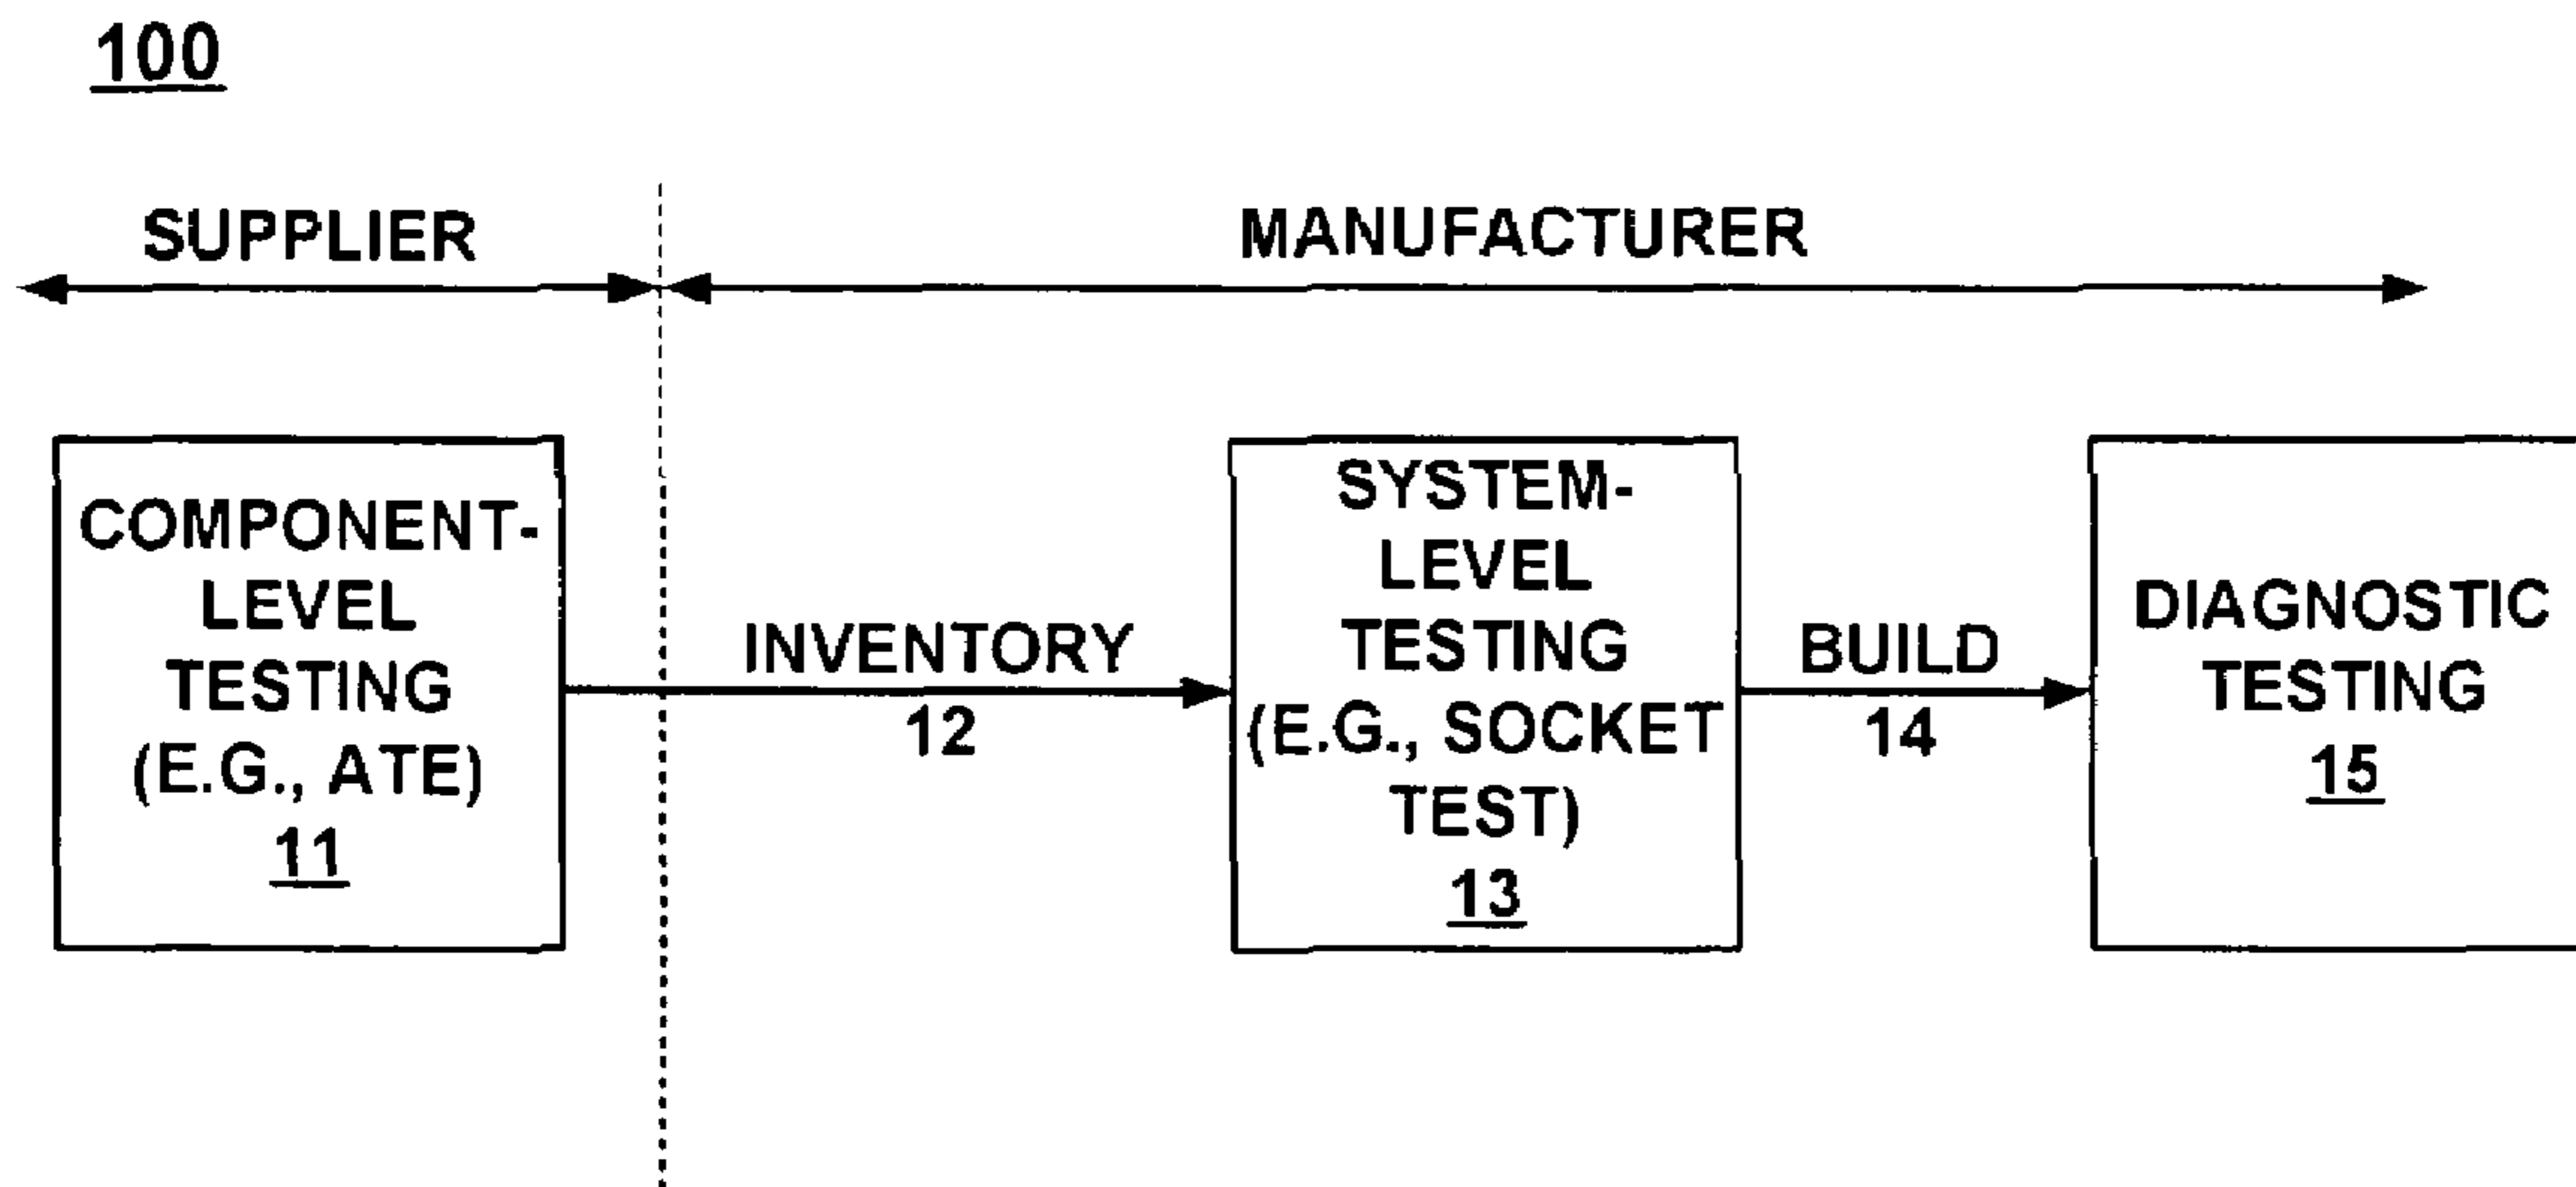 100
SUPPLIER
MANUFACTURER
COMPONENT-
LEVEL
TESTING
(E.G., ATE)
11
INVENTORY
12
SYSTEM-
LEVEL
TESTING
(E.G., SOCKET
TEST)
13
BUILD
14
DIAGNOSTIC
TESTING
15